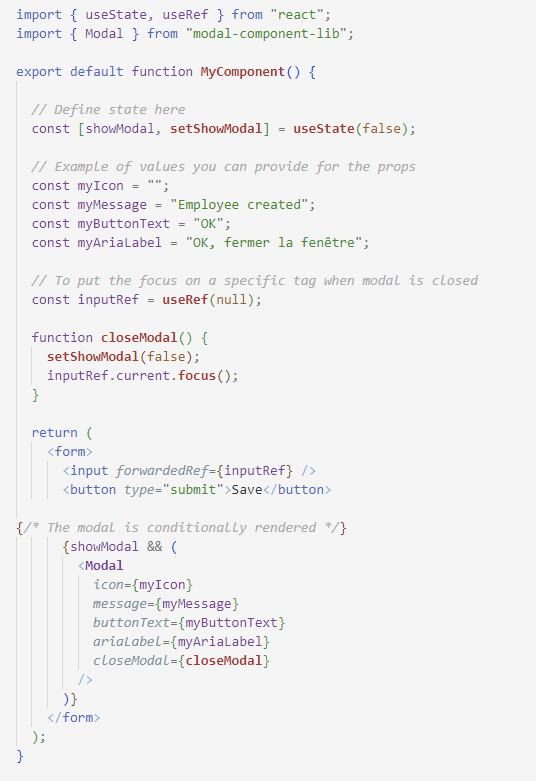 import { useState, useRef } from "react";
import { Modal } from "modal-component-lib";

export default function MyComponent() {

  // Define state here
  const [showModal, setShowModal] = useState(false);

  // Example of values you can provide for the props
  const myIcon = "";
  const myMessage = "Employee created";
  const myButtonText = "OK";
  const myAriaLabel = "OK, fermer la fenêtre";

  // To put the focus on a specific tag when modal is closed
  const inputRef = useRef(null);

  function closeModal() {
    setShowModal(false);
    inputRef.current.focus();
  }

  return (
    <form>
      <input forwardedRef={inputRef} />
      <button type="submit">Save</button>

{/* The modal is conditionally rendered */}
      {showModal && (
        <Modal
          icon={myIcon}
          message={myMessage}
          buttonText={myButtonText}
          ariaLabel={myAriaLabel}
          closeModal={closeModal}
        />
      )}
    </form>
  );
}